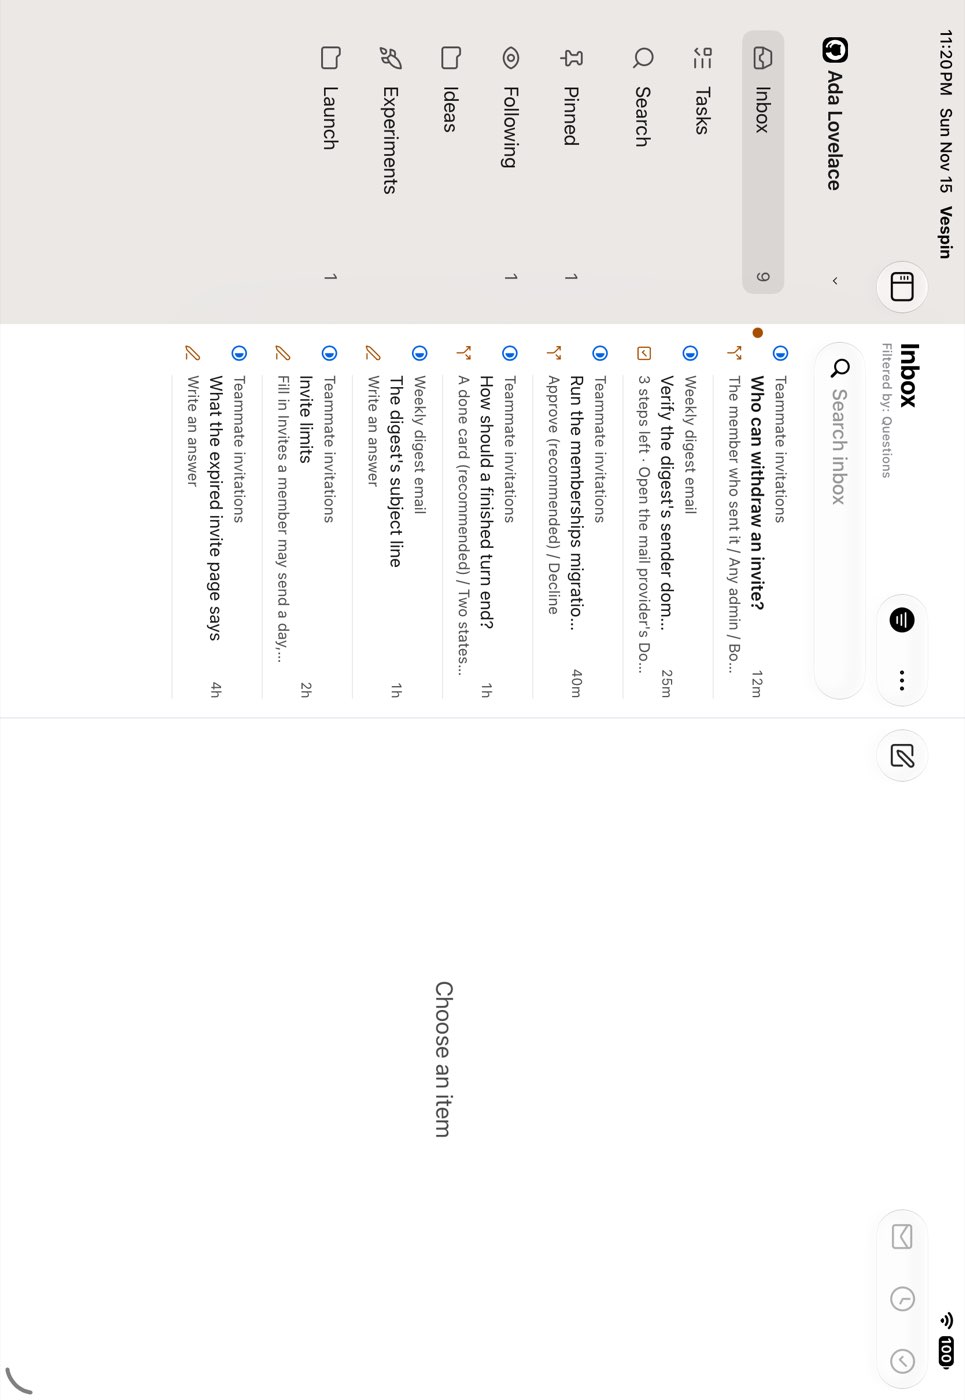 11:20 PM Sun Nov 15 Vespin
100
Ada Lovelace
Inbox 9
Tasks
Search
Pinned 1
Following 1
Ideas
Experiments
Launch 1
Inbox
Filtered by: Questions
Search inbox
Teammate invitations
Who can withdraw an invite? 12m
The member who sent it / Any admin / Bo...
Weekly digest email
Verify the digest's sender dom... 25m
3 steps left · Open the mail provider's Do...
Teammate invitations
Run the memberships migratio... 40m
Approve (recommended) / Decline
Teammate invitations
How should a finished turn end? 1h
A done card (recommended) / Two states...
Weekly digest email
The digest's subject line 1h
Write an answer
Teammate invitations
Invite limits 2h
Fill in Invites a member may send a day,...
Teammate invitations
What the expired invite page says 4h
Write an answer
Choose an item